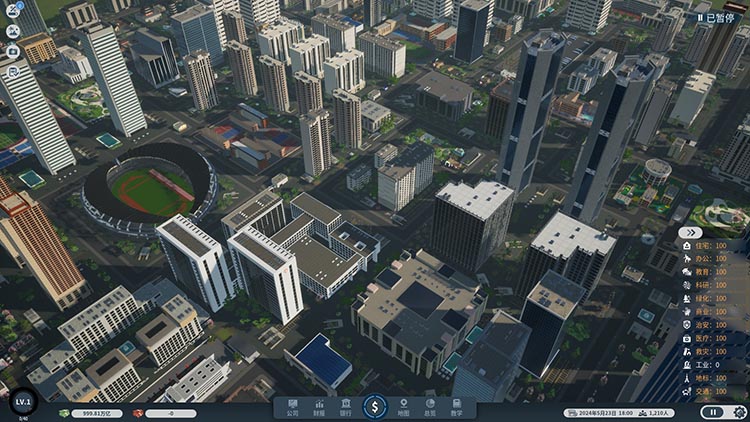 已暂停
住宅: 100
办公: 100
教育: 100
科研: 100
绿化: 100
商业: 100
治安: 100
医疗: 100
救灾: 100
工业: 0
地标: 100
交通: 100
LV.1
999.81万亿
-0
公司
财报
银行
$
地图
总览
教学
2024年5月23日 18:00
1,210人